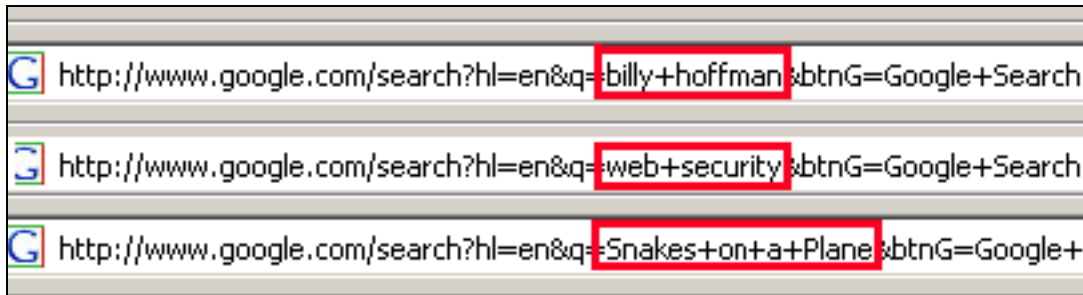 G http://www.google.com/search?hl=en&q=billy+hoffman&btnG=Google+Search
G http://www.google.com/search?hl=en&q=web+security&btnG=Google+Search
G http://www.google.com/search?hl=en&q=Snakes+on+a+Plane&btnG=Google+